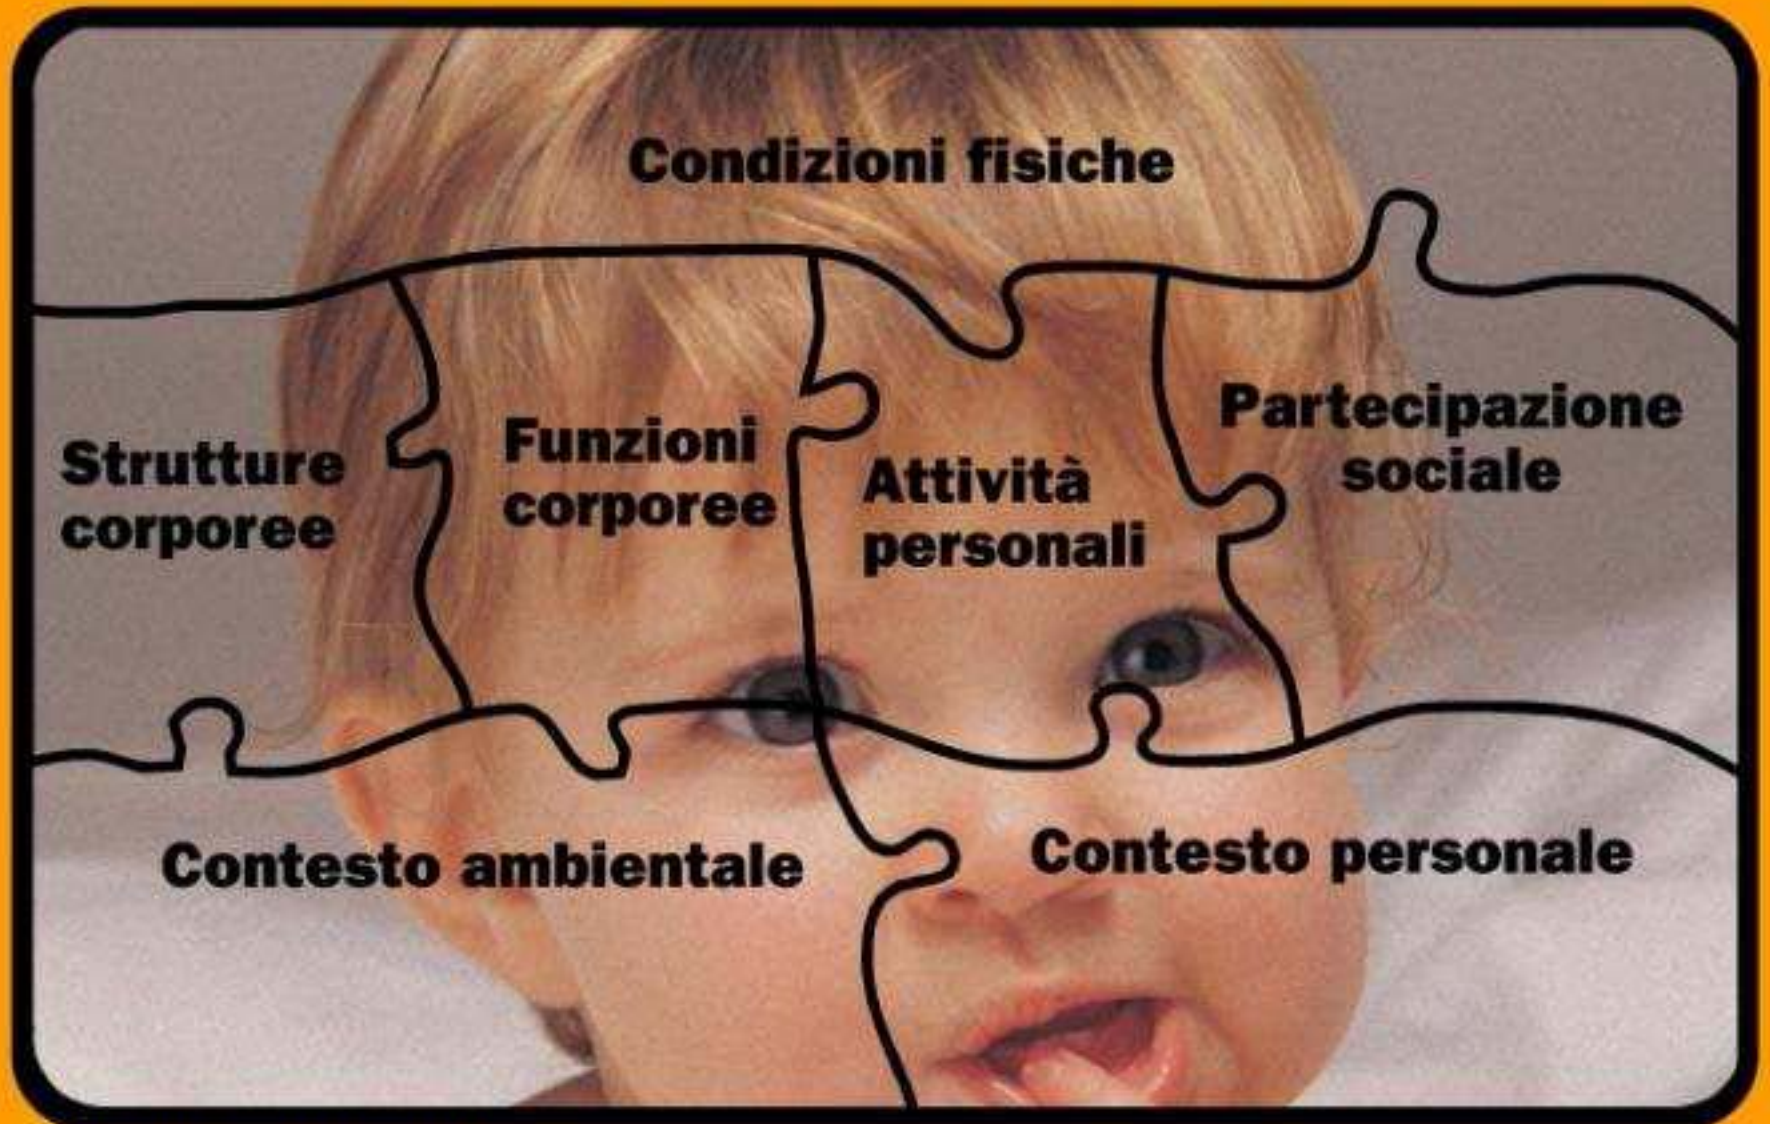 Condizioni fisiche
Strutture
corporee
Funzioni
corporee
Attività
personali
Partecipazione
sociale
Contesto ambientale
Contesto personale